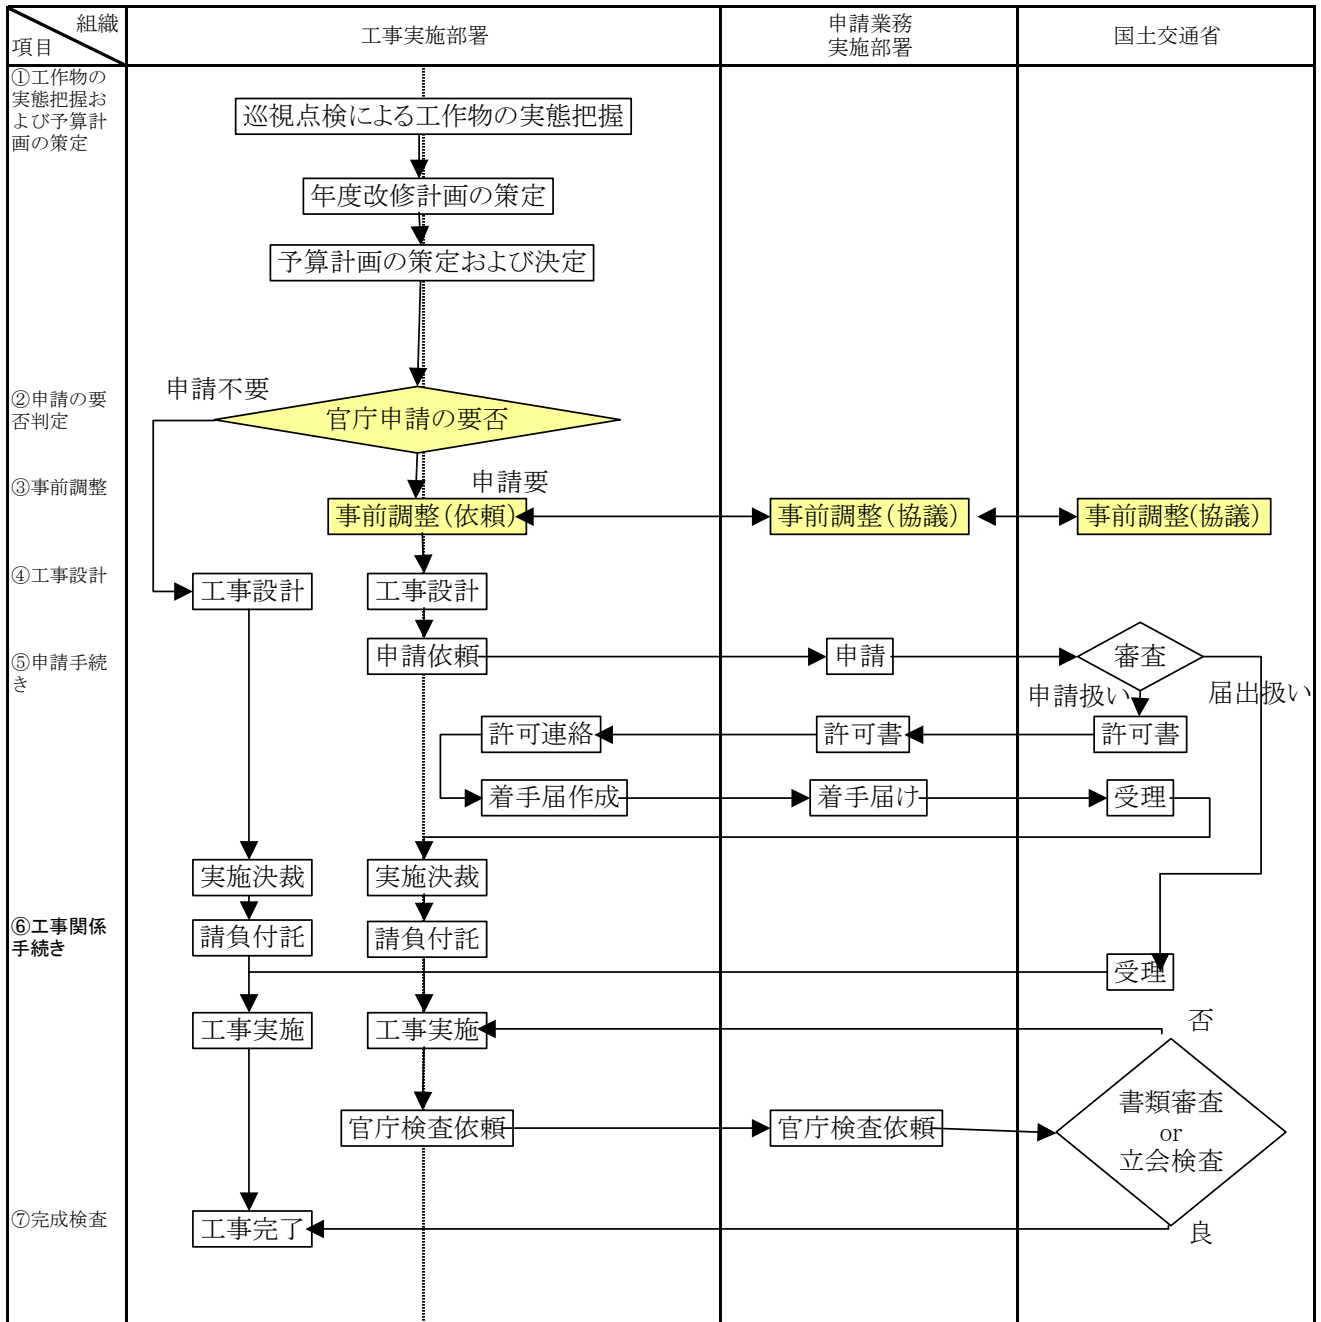 組織
項目
工事実施部署
申請業務
実施部署
国土交通省
①工作物の
実態把握お
よび予算計
画の策定
巡視点検による工作物の実態把握
年度改修計画の策定
予算計画の策定および決定
②申請の要
否判定
申請不要
官庁申請の要否
③事前調整
申請要
事前調整(依頼)
事前調整(協議)
事前調整(協議)
④工事設計
工事設計
工事設計
⑤申請手続
き
申請依頼
申請
審査
申請扱い
届出扱い
許可連絡
許可書
許可書
着手届作成
着手届け
受理
実施決裁
実施決裁
⑥工事関係
手続き
請負付託
請負付託
受理
工事実施
工事実施
否
官庁検査依頼
官庁検査依頼
書類審査
or
立会検査
⑦完成検査
工事完了
良